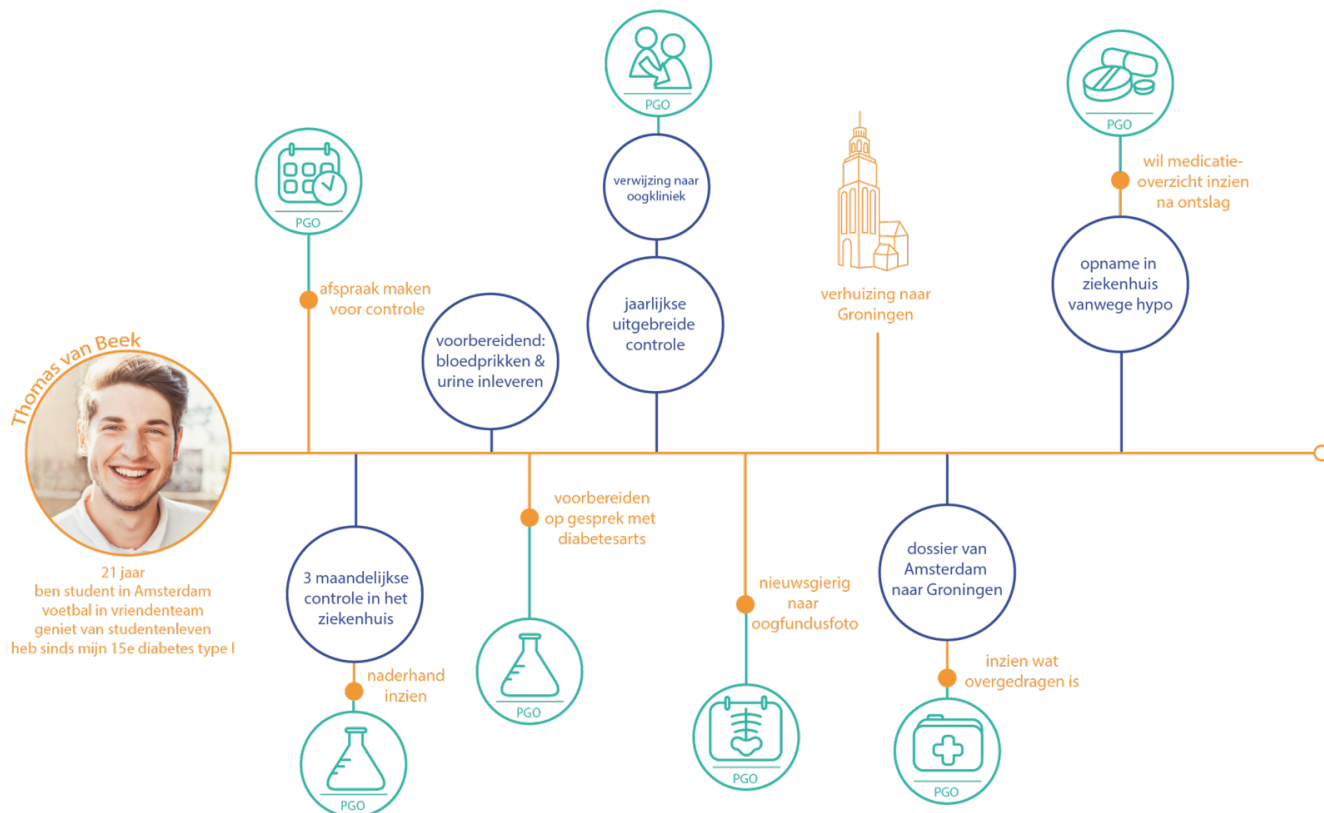 PGO
afspraak maken
voor controle
Thomas van Beek
21 jaar
ben student in Amsterdam
voetbal in vriendenteam
geniet van studentenleven
heb sinds mijn 15e diabetes type I
3 maandelijkse
controle in het
ziekenhuis
naderhand
inzien
PGO
voorbereidend:
bloedprikken &
urine inleveren
voorbereiden
op gesprek met
diabetesarts
PGO
PGO
verwijzing naar
oogkliniek
jaarlijkse
uitgebreide
controle
nieuwsgierig
naar
oogfundusfoto
PGO
verhuizing naar
Groningen
dossier van
Amsterdam
naar Groningen
inzien wat
overgedragen is
PGO
PGO
wil medicatie-
overzicht inzien
na ontslag
opname in
ziekenhuis
vanwege hypo